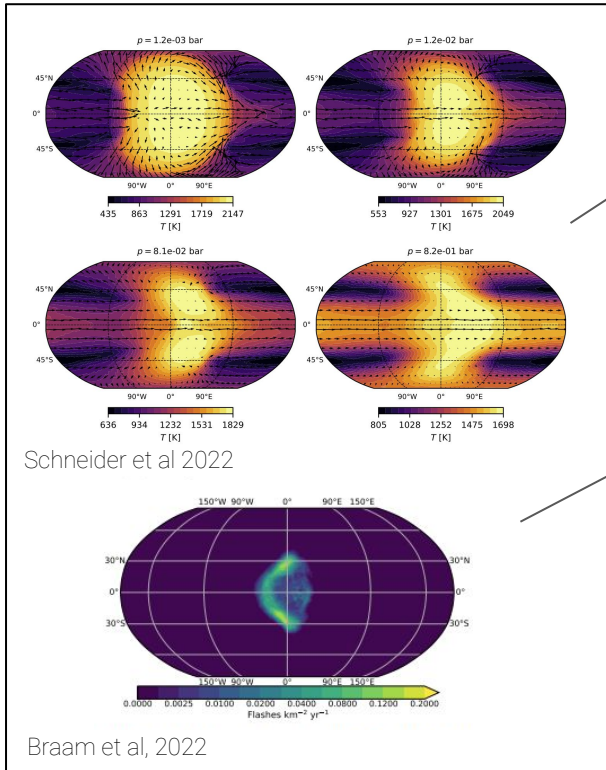 p = 1.2e-03 bar
p = 1.2e-02 bar
45°N
0°
45°S
90°W 0° 90°E
435 863 1291 1719 2147
T [K]
45°N
0°
45°S
90°W 0° 90°E
553 927 1301 1675 2049
T [K]
p = 8.1e-02 bar
p = 8.2e-01 bar
45°N
0°
45°S
90°W 0° 90°E
636 934 1232 1531 1829
T [K]
45°N
0°
45°S
90°W 0° 90°E
805 1028 1252 1475 1698
T [K]
Schneider et al 2022
150°W 90°W 0° 90°E 150°E
30°N 30°N
0° 0°
30°S 30°S
150°W 90°W 0° 90°E 150°E
0.0000 0.0025 0.0100 0.0200 0.0400 0.0800 0.1200 0.2000
Flashes km⁻² yr⁻¹
Braam et al, 2022